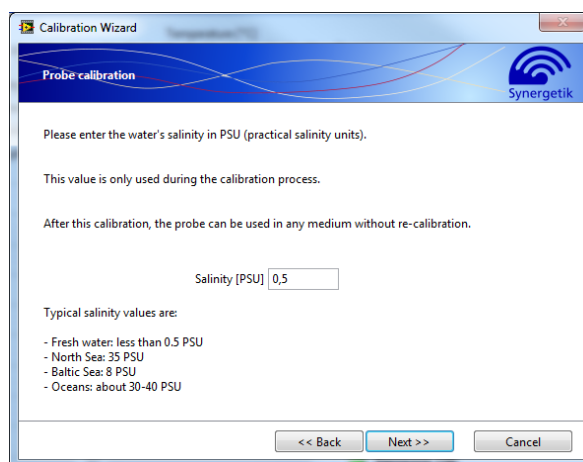 Calibration Wizard
Probe calibration
Synergetik
Please enter the water's salinity in PSU (practical salinity units).
This value is only used during the calibration process.
After this calibration, the probe can be used in any medium without re-calibration.
Salinity [PSU] 0,5
Typical salinity values are:
- Fresh water: less than 0.5 PSU
- North Sea: 35 PSU
- Baltic Sea: 8 PSU
- Oceans: about 30-40 PSU
<< Back Next >> Cancel